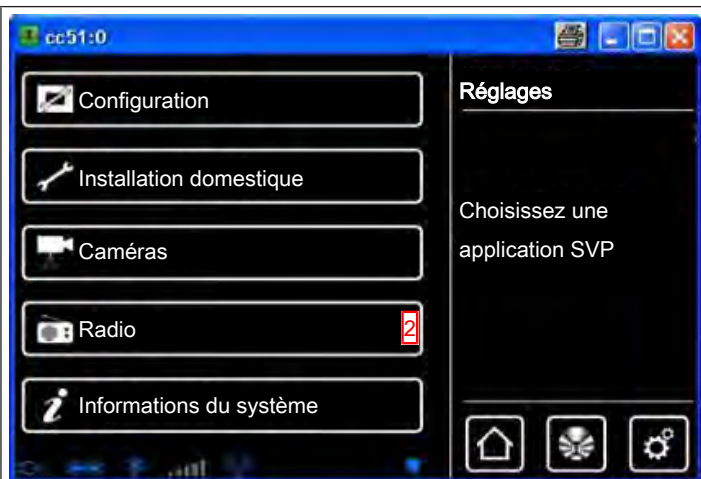 cc51:0
Configuration
Installation domestique
Caméras
Radio
2
Informations du système
Réglages
Choisissez une
application SVP